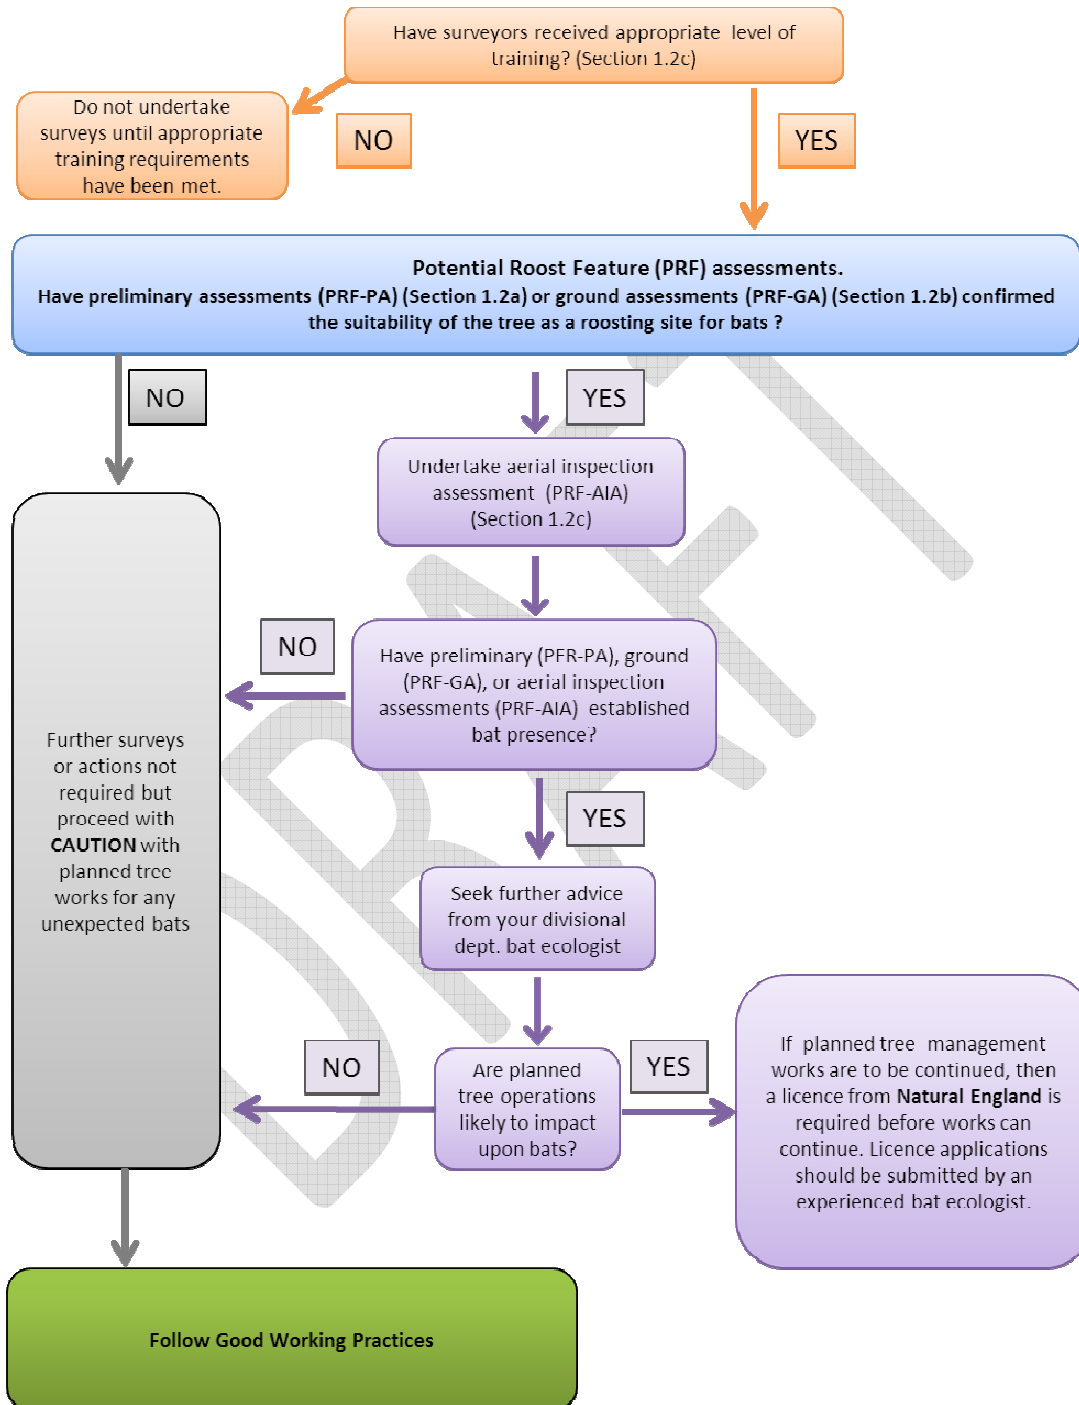 Have surveyors received appropriate level of
training? (Section 1.2c)
Do not undertake
surveys until appropriate
training requirements
have been met.
NO
YES
Potential Roost Feature (PRF) assessments.
Have preliminary assessments (PRF-PA) (Section 1.2a) or ground assessments (PRF-GA) (Section 1.2b) confirmed
the suitability of the tree as a roosting site for bats ?
NO
YES
Undertake aerial inspection
assessment (PRF-AIA)
(Section 1.2c)
NO
Have preliminary (PFR-PA), ground
(PRF-GA), or aerial inspection
assessments (PRF-AIA) established
bat presence?
Further surveys
or actions not
required but
proceed with
CAUTION with
planned tree
works for any
unexpected bats
YES
Seek further advice
from your divisional
dept. bat ecologist
NO
Are planned
tree operations
likely to impact
upon bats?
YES
If planned tree management
works are to be continued, then
a licence from Natural England is
required before works can
continue. Licence applications
should be submitted by an
experienced bat ecologist.
Follow Good Working Practices
DRAFT